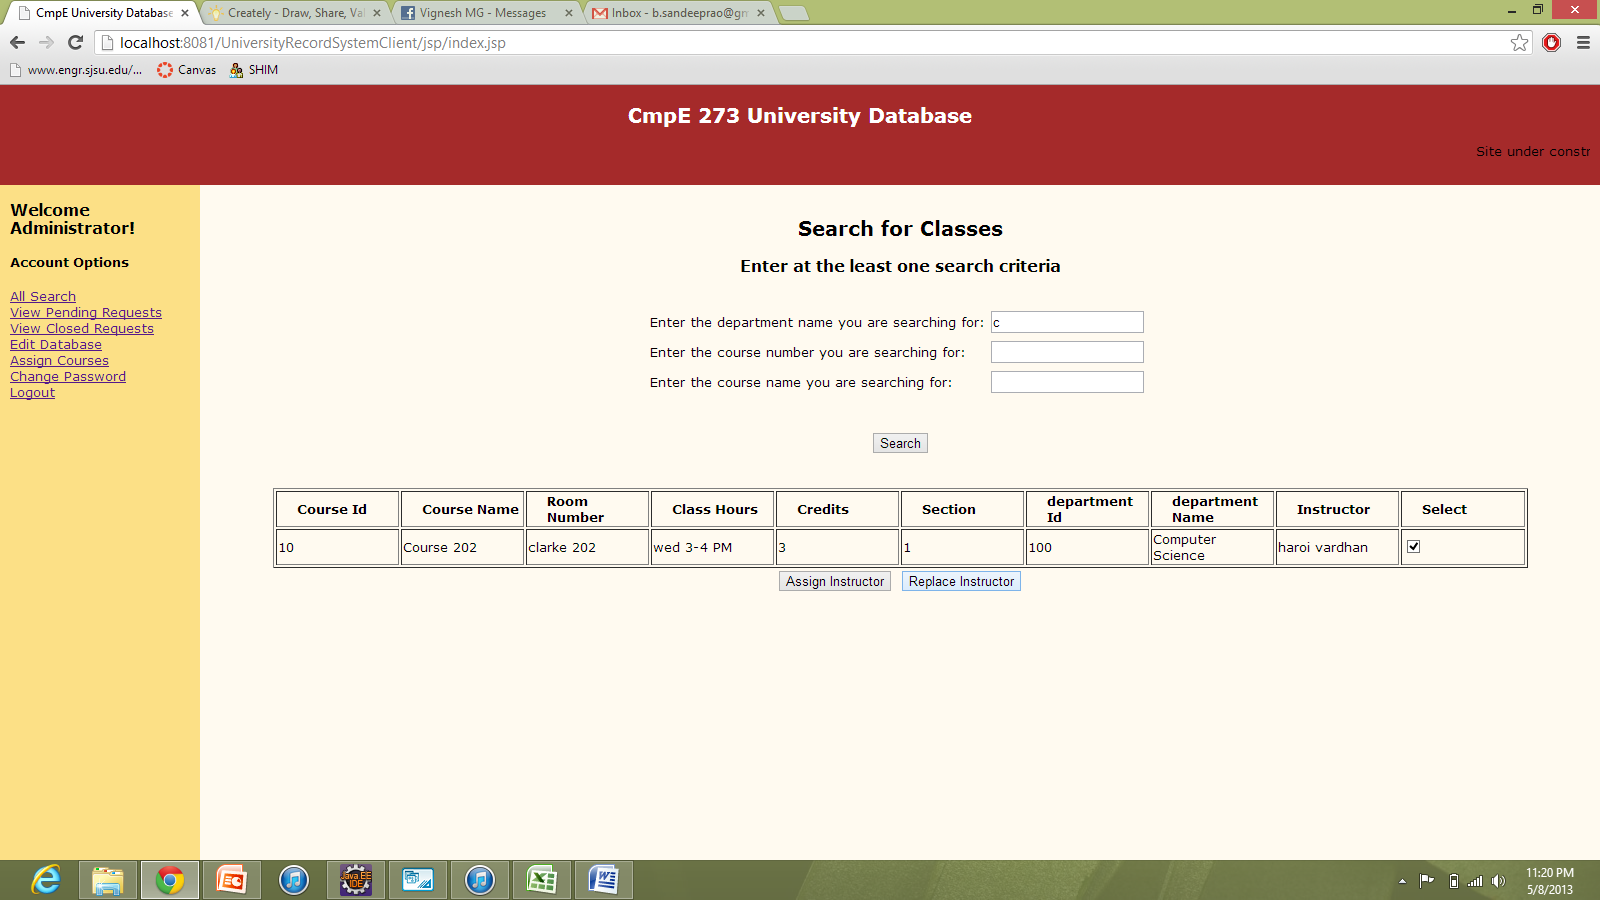 CmpE University Database
Creately - Draw, Share, Val
Vignesh MG - Messages
Inbox - b.sandeeprao@gm
localhost:8081/UniversityRecordSystemClient/jsp/index.jsp
www.engr.sjsu.edu/...
Canvas
SHIM
CmpE 273 University Database
Site under constr
Welcome
Administrator!
Account Options
All Search
View Pending Requests
View Closed Requests
Edit Database
Assign Courses
Change Password
Logout
Search for Classes
Enter at the least one search criteria
Enter the department name you are searching for: c
Enter the course number you are searching for:
Enter the course name you are searching for:
Search
Course Id Course Name Room Number Class Hours Credits Section department Id department Name Instructor Select
10 Course 202 clarke 202 wed 3-4 PM 3 1 100 Computer Science haroi vardhan
Assign Instructor Replace Instructor
Java EE
IDE
11:20 PM
5/8/2013